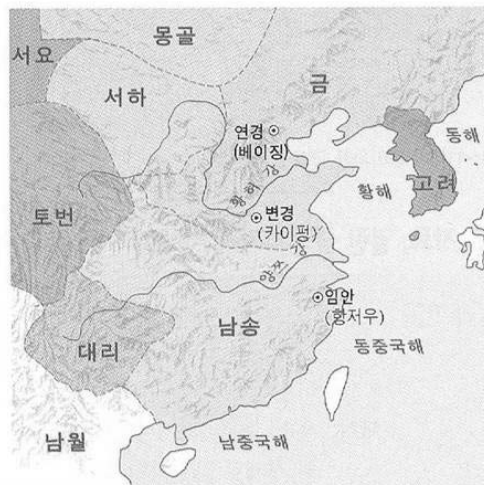 몽골
서요
서하
금
연경
(베이징)
동해
황허 강
황해
고려
토번
변경
(카이펑)
양쯔 강
임안
(항저우)
남송
대리
동중국해
남월
남중국해